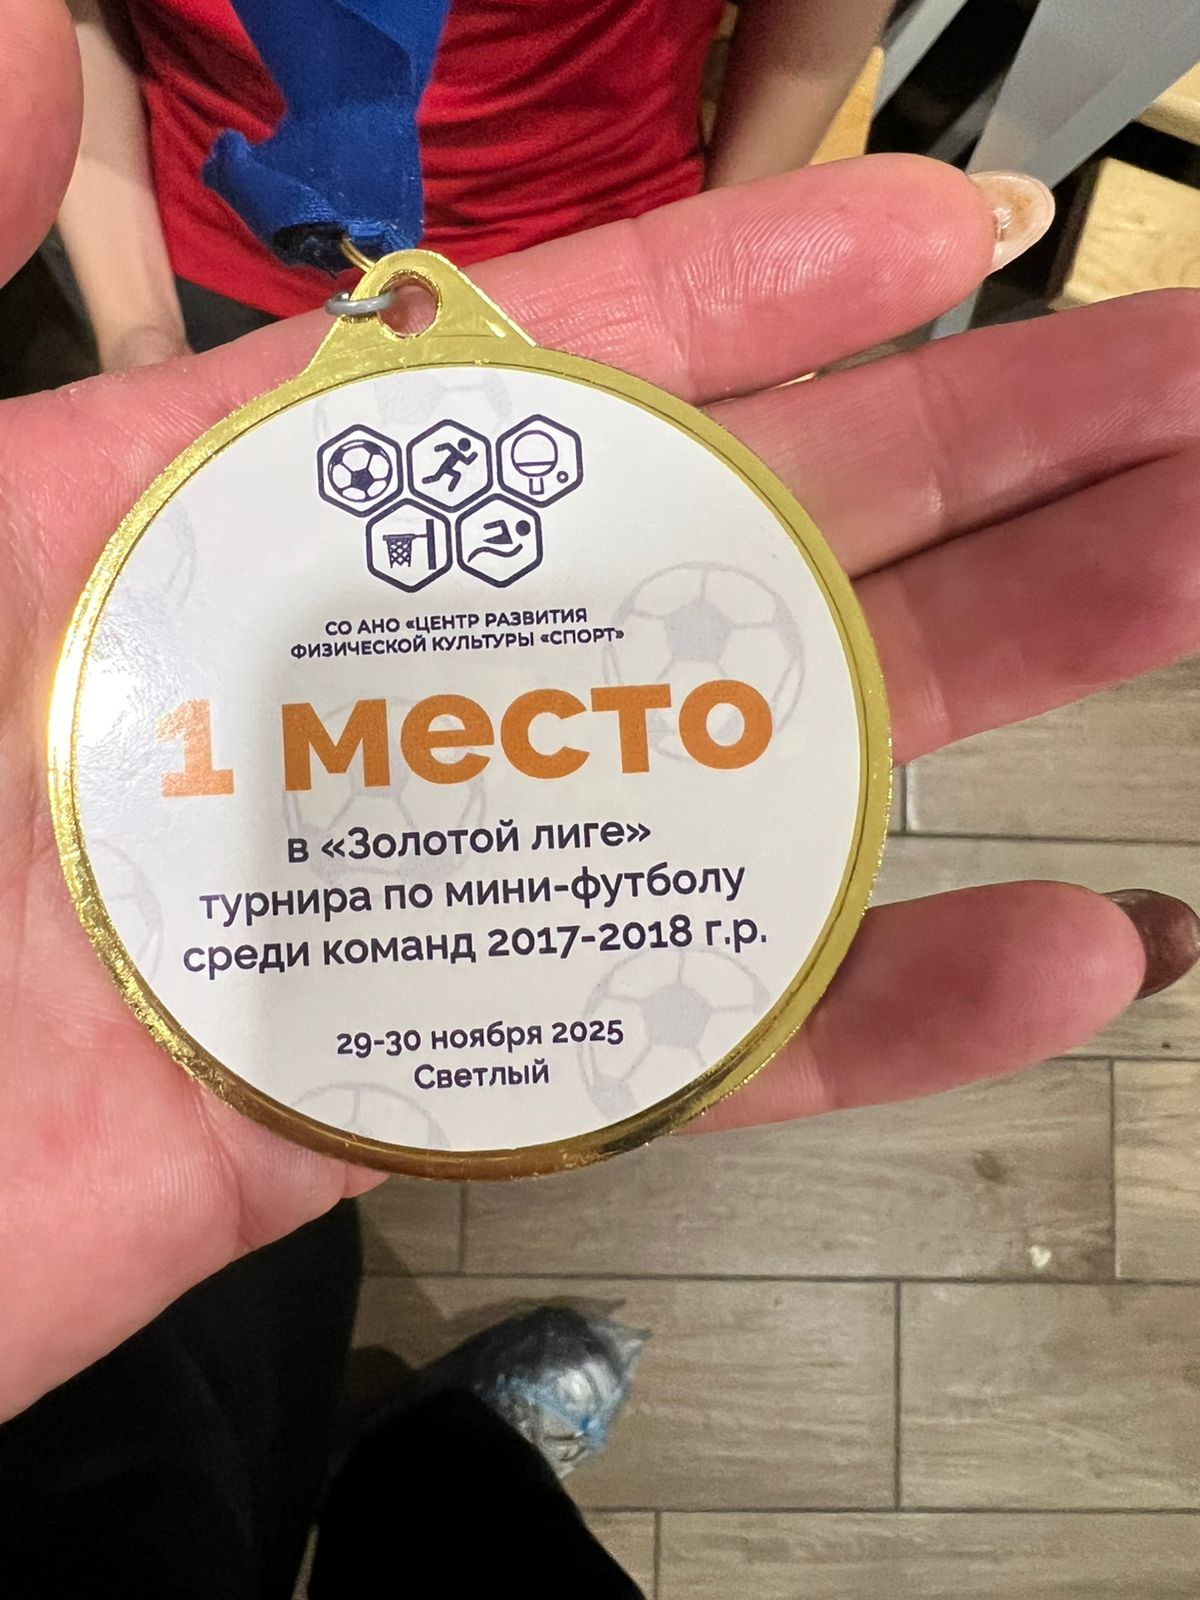 СО АНО «ЦЕНТР РАЗВИТИЯ
ФИЗИЧЕСКОЙ КУЛЬТУРЫ «СПОРТ»
1 место
в «Золотой лиге»
турнира по мини-футболу
среди команд 2017-2018 г.р.
29-30 ноября 2025
Светлый